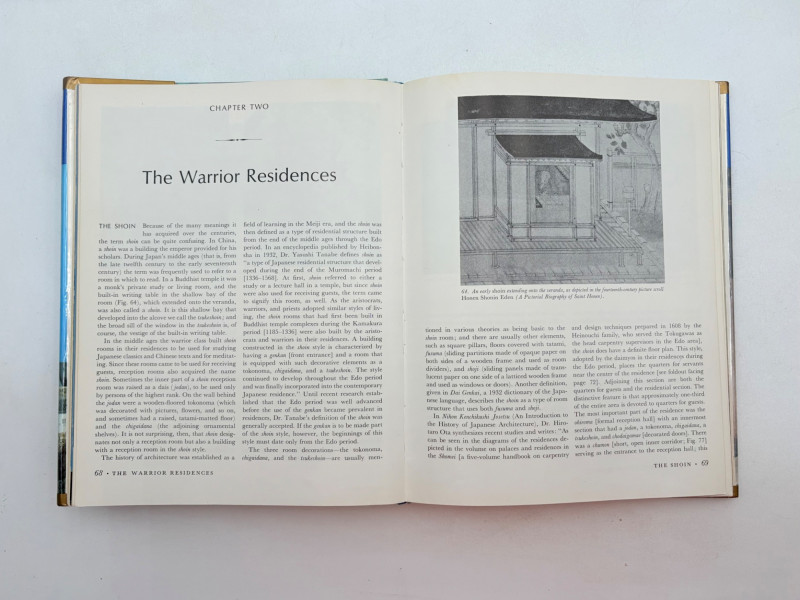 CHAPTER TWO
The Warrior Residences
THE SHOIN Because of the many meanings it
has acquired over the centuries,
the term shoin can be quite confusing. In China,
a shoin was a building the emperor provided for his
scholars. During Japan's middle ages (that is, from
the late twelfth century to the early seventeenth
century) the term was frequently used to refer to a
room in which to read. In a Buddhist temple it was
a monk's private study or living room, and the
built-in writing table in the shallow bay of the
room (Fig. 64), which extended onto the veranda,
was also called a shoin. It is this shallow bay that
developed into the above we call the tsukeshoin; and
the broad sill of the window in the tsukeshoin is, of
course, the vestige of the built-in writing table.
In the middle ages the warrior class built shoin
rooms in their residences to be used for studying
Japanese classics and Chinese texts and for meditat-
ing. Since these rooms came to be used for receiving
guests, reception rooms also acquired the name
shoin. Sometimes the inner part of a shoin reception
room was raised as a dais (jodan), to be used only
by persons of the highest rank. On the wall behind
the jodan were a wooden-floored tokonoma (which
was decorated with pictures, flowers, and so on,
and sometimes had a raised, tatami-matted floor)
and the chigaidana (the adjoining ornamental
shelves). It is not surprising, then, that shoin desig-
nates not only a reception room but also a building
with a reception room in the shoin style.
The history of architecture was established as a
field of learning in the Meiji era, and the shoin was
then defined as a type of residential structure built
from the end of the middle ages through the Edo
period. In an encyclopedia published by Heibon-
sha in 1932, Dr. Yasushi Tanabe defines shoin as
"a type of Japanese residential structure that devel-
oped during the end of the Muromachi period
[1336–1568]. At first, shoin referred to either a
study or a lecture hall in a temple, but since shoin
were also used for receiving guests, the term came
to signify this room, as well. As the aristocrats,
warriors, and priests adopted similar styles of liv-
ing, the shoin rooms that had first been built in
Buddhist temple complexes during the Kamakura
period [1185–1336] were also built by the aristo-
crats and warriors in their residences. A building
constructed in the shoin style is characterized by
having a genkan [front entrance] and a room that
is equipped with such decorative elements as a
tokonoma, chigaidana, and a tsukeshoin. The style
continued to develop throughout the Edo period
and was finally incorporated into the contemporary
Japanese residence." Until recent research estab-
lished that the Edo period was well advanced
before the use of the genkan became prevalent in
residences, Dr. Tanabe's definition of the shoin was
generally accepted. If the genkan is to be made part
of the shoin style, however, the beginnings of this
style must date only from the Edo period.
The three room decorations—the tokonoma,
chigaidana, and the tsukeshoin—are usually men-
68 • THE WARRIOR RESIDENCES
64. An early shoin extending onto the veranda, as depicted in the fourteenth-century picture scroll
Honen Shonin Eden (A Pictorial Biography of Saint Honen).
tioned in various theories as being basic to the
shoin room; and there are usually other elements,
such as square pillars, floors covered with tatami,
fusuma (sliding partitions made of opaque paper on
both sides of a wooden frame and used as room
dividers), and shoji (sliding panels made of trans-
lucent paper on one side of a latticed wooden frame
and used as windows or doors). Another definition,
given in Dai Genkai, a 1932 dictionary of the Japa-
nese language, describes the shoin as a type of room
structure that uses both fusuma and shoji.
In Nihon Kenchikushi Josetsu (An Introduction to
the History of Japanese Architecture), Dr. Hiro-
taro Ota synthesizes recent studies and writes: "As
can be seen in the diagrams of the residences de-
picted in the volume on palaces and residences in
the Shomei [a five-volume handbook on carpentry
and design techniques prepared in 1608 by the
Heinouchi family, who served the Tokugawas as
the head carpentry supervisors in the Edo area],
the shoin does have a definite floor plan. This style,
adopted by the daimyo in their residences during
the Edo period, places the quarters for servants
near the center of the residence [see foldout facing
page 72]. Adjoining this section are both the
quarters for guests and the residential section. The
distinctive feature is that approximately one-third
of the entire area is devoted to quarters for guests.
The most important part of the residence was the
shiroma [formal reception hall] with an innermost
section that had a jodan, a tokonoma, chigaidana, a
tsukeshoin, and chodaigamae [decorated doors]. There
was a chumon [short, open inner corridor; Fig. 77]
serving as the entrance to the reception hall; this
THE SHOIN • 69